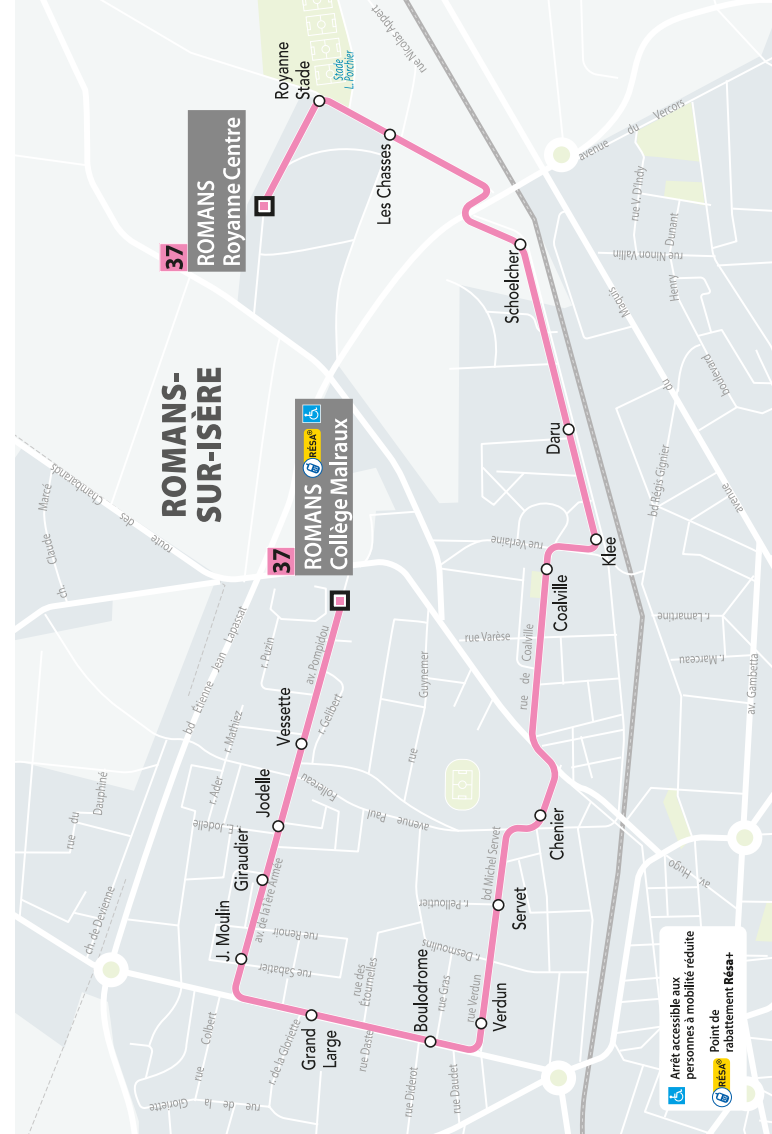 ROMANS-
SUR-ISÈRE
37
ROMANS
Royanne Centre
37
ROMANS RÉSA®
Collège Malraux
Vessette
Jodelle
Giraudier
J. Moulin
Grand
Large
Boulodrome
Verdun
Servet
Chenier
Coalville
Klee
Daru
Schoelcher
Les Chasses
Royanne
Stade
Stade
L. Porchier
rue Nicolas Appert
avenue du Vercors
rue V. D'Indy
rue Ninon Vallin
boulevard Henry Dunant
avenue du Maquis
bd Régis Gignier
r. Lamartine
r. Marceau
av. Gambetta
av. Hugo
rue Verlaine
rue Varèse
rue de Coalville
rue Guynemer
avenue Paul Follereau
bd Michel Servet
r. Pelloutier
r. Desmoulins
rue Verdun
rue Gras
rue des
Étournelles
rue Daste
rue Diderot
rue Daudet
r. de la Gloriette
rue de la Gloriette
rue Colbert
rue Sabatier
rue Renoir
av. de la 1ère Armée
E. Jodelle
r. Ader
r. Mathiez
r. Puzin
av. Pompidou
r. Gelibert
bd Étienne Jean Lapassat
ch. de Devienne
rue du Dauphiné
ch. Claude Marcé
route des Chambarands
Arrêt accessible aux
personnes à mobilité réduite
RÉSA®
Point de
rabattement Résa+